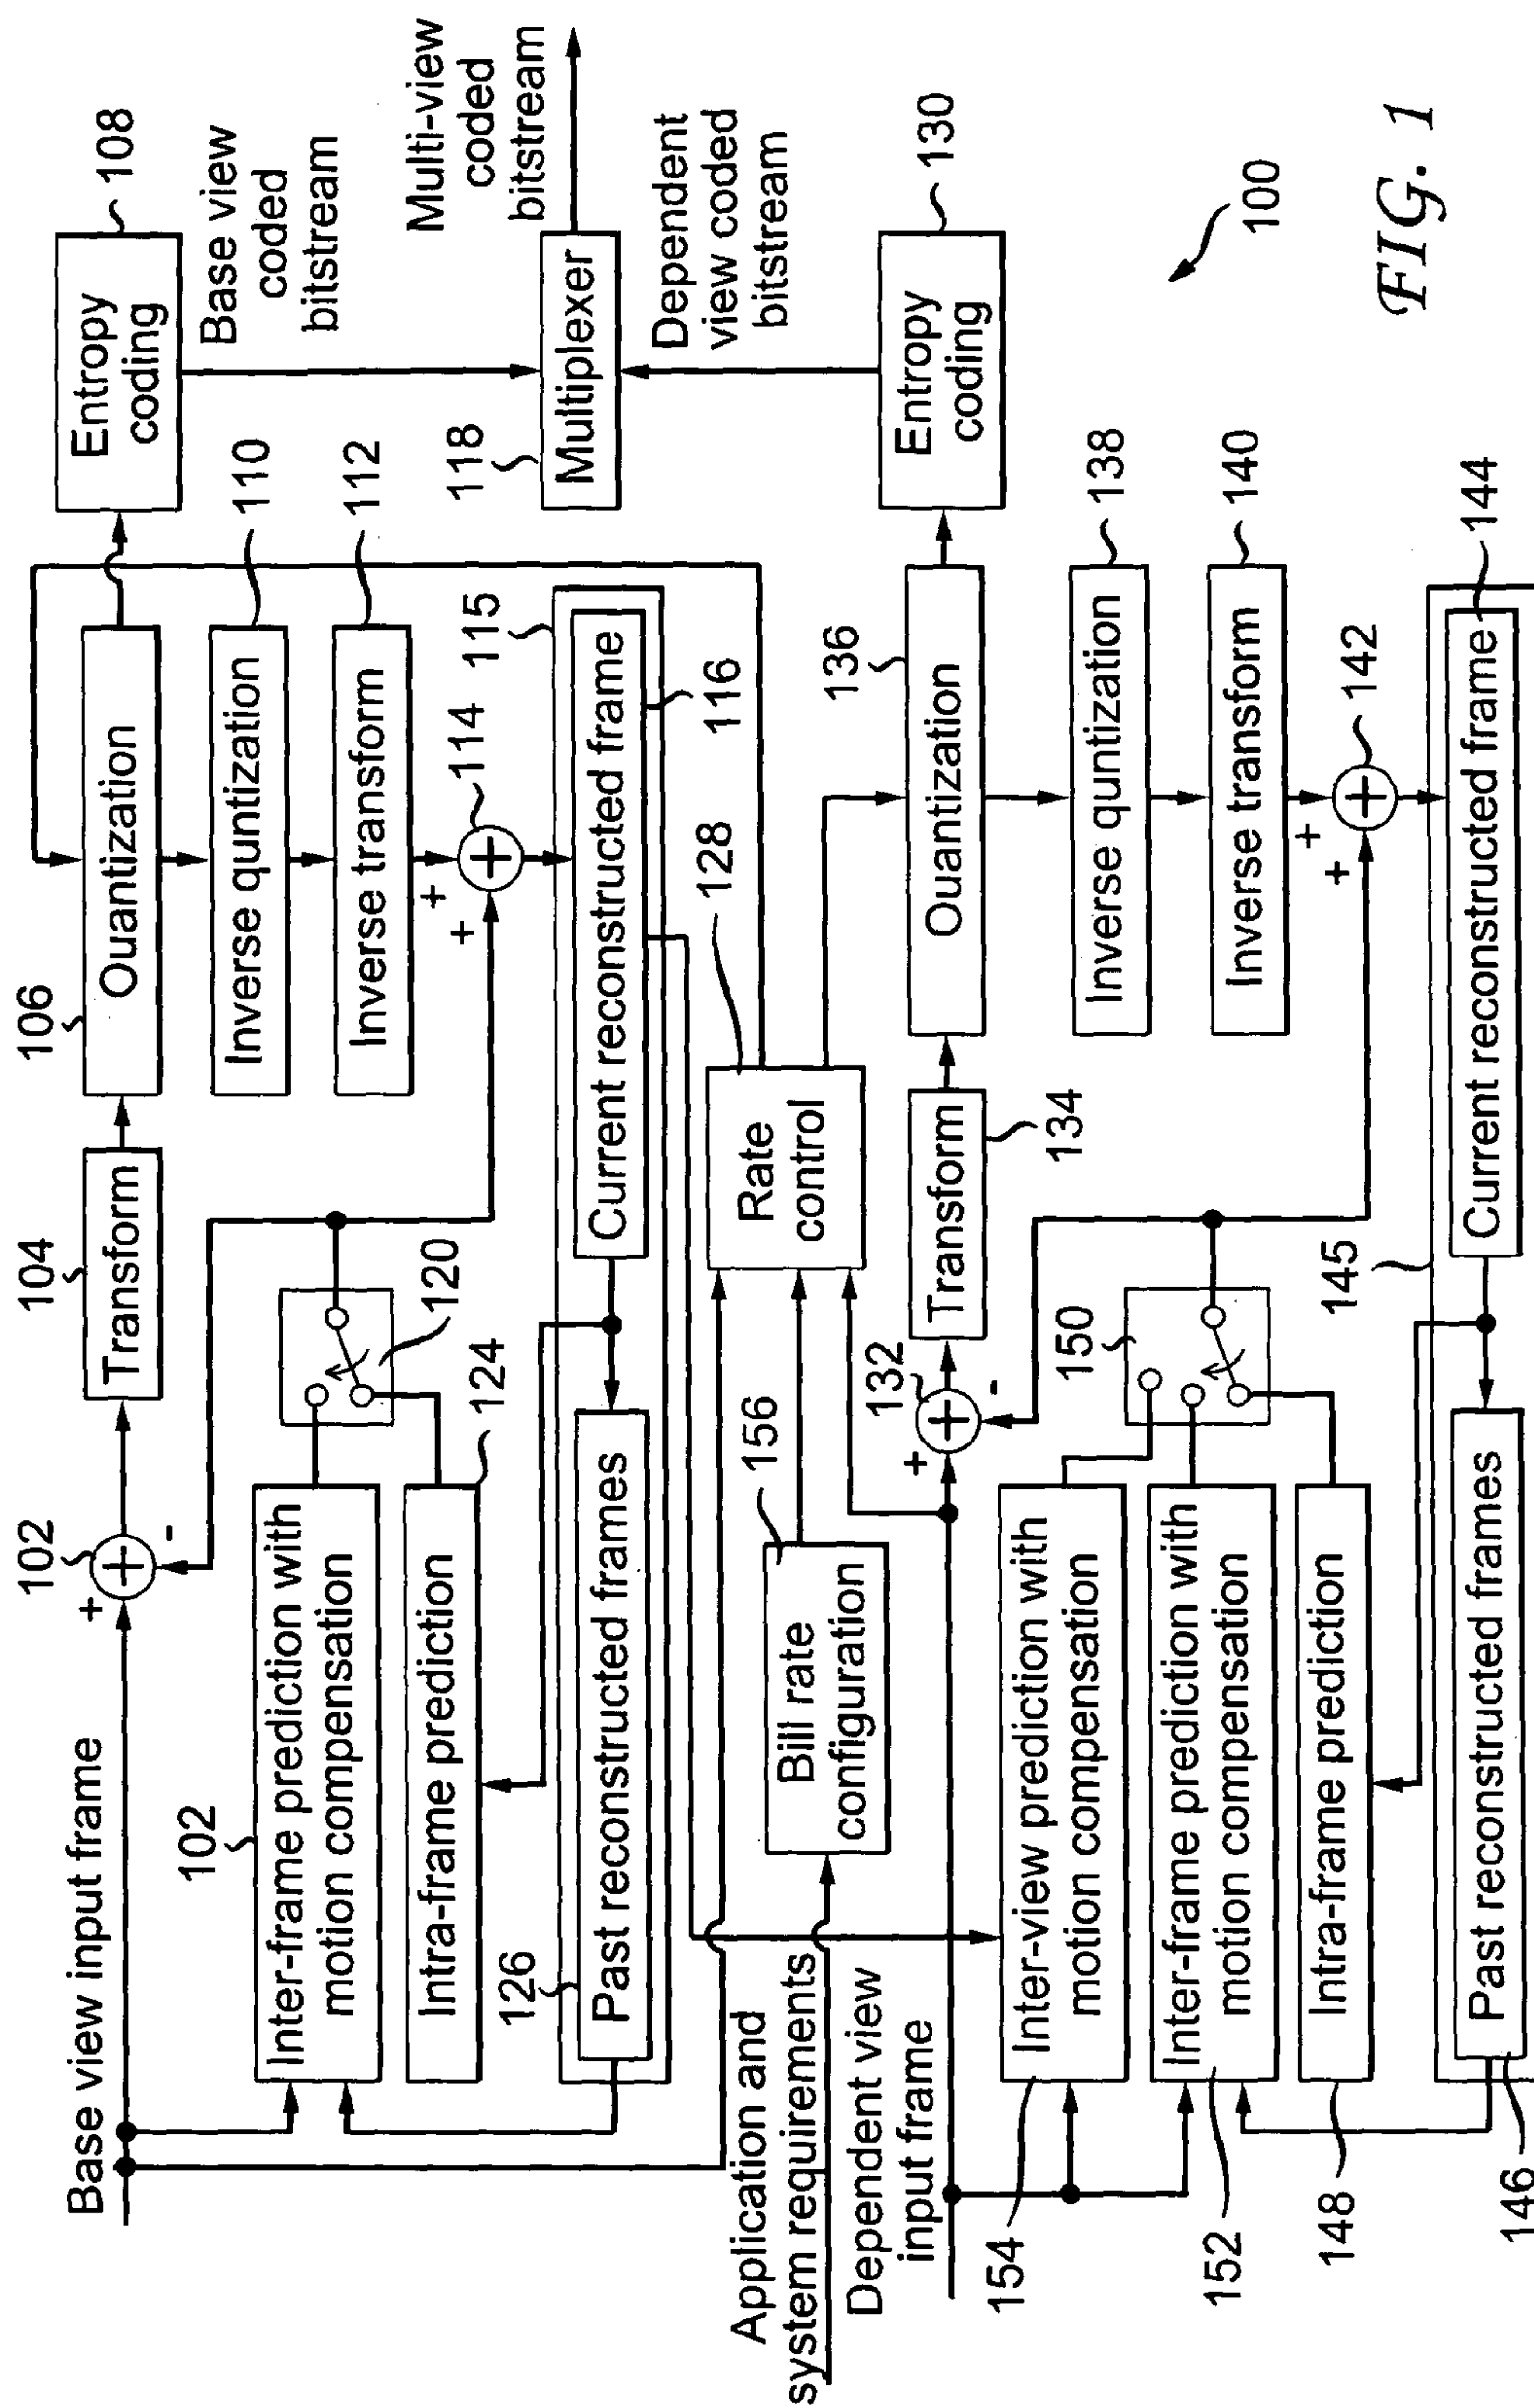 Base view input frame
102
+
-
104
Transform
106
Ouantization
Entropy
coding
108
Base view
coded
bitstream
102
Inter-frame prediction with
motion compensation
120
Inverse quntization
110
Intra-frame prediction
124
Inverse transform
112
+
+
114
115
126
Past reconstructed frames
Current reconstructed frame
116
118
Multiplexer
Multi-view
coded
bitstream
Dependent
view coded
bitstream
Application and
system requirements
Bill rate
configuration
156
Rate
control
128
Dependent view
input frame
+
132
-
Transform
134
136
Ouantization
Entropy
coding
130
154
Inter-view prediction with
motion compensation
150
Inverse quntization
138
152
Inter-frame prediction with
motion compensation
Inverse transform
140
148
Intra-frame prediction
+
+
142
145
146
Past reconstructed frames
Current reconstructed frame
144
100
FIG. 1